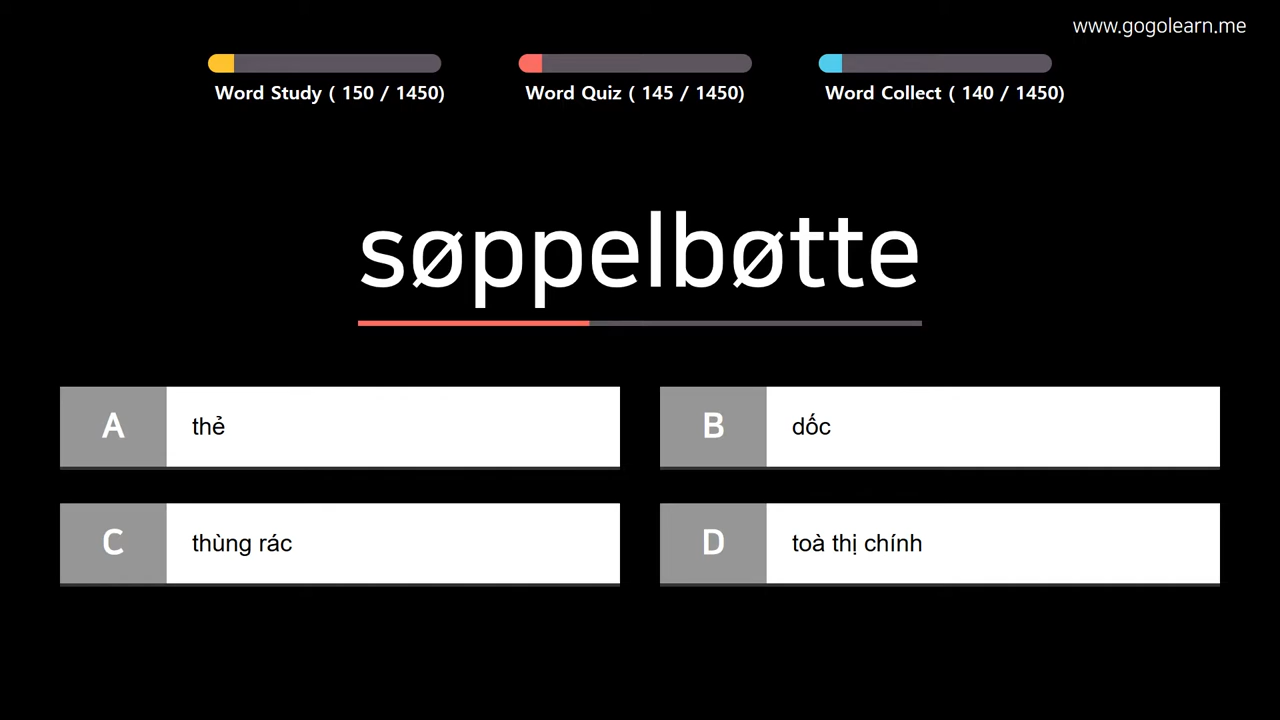 www.gogolearn.me
Word Study ( 150 / 1450)
Word Quiz ( 145 / 1450)
Word Collect ( 140 / 1450)
søppelbøtte
A thẻ
B dốc
C thùng rác
D toà thị chính